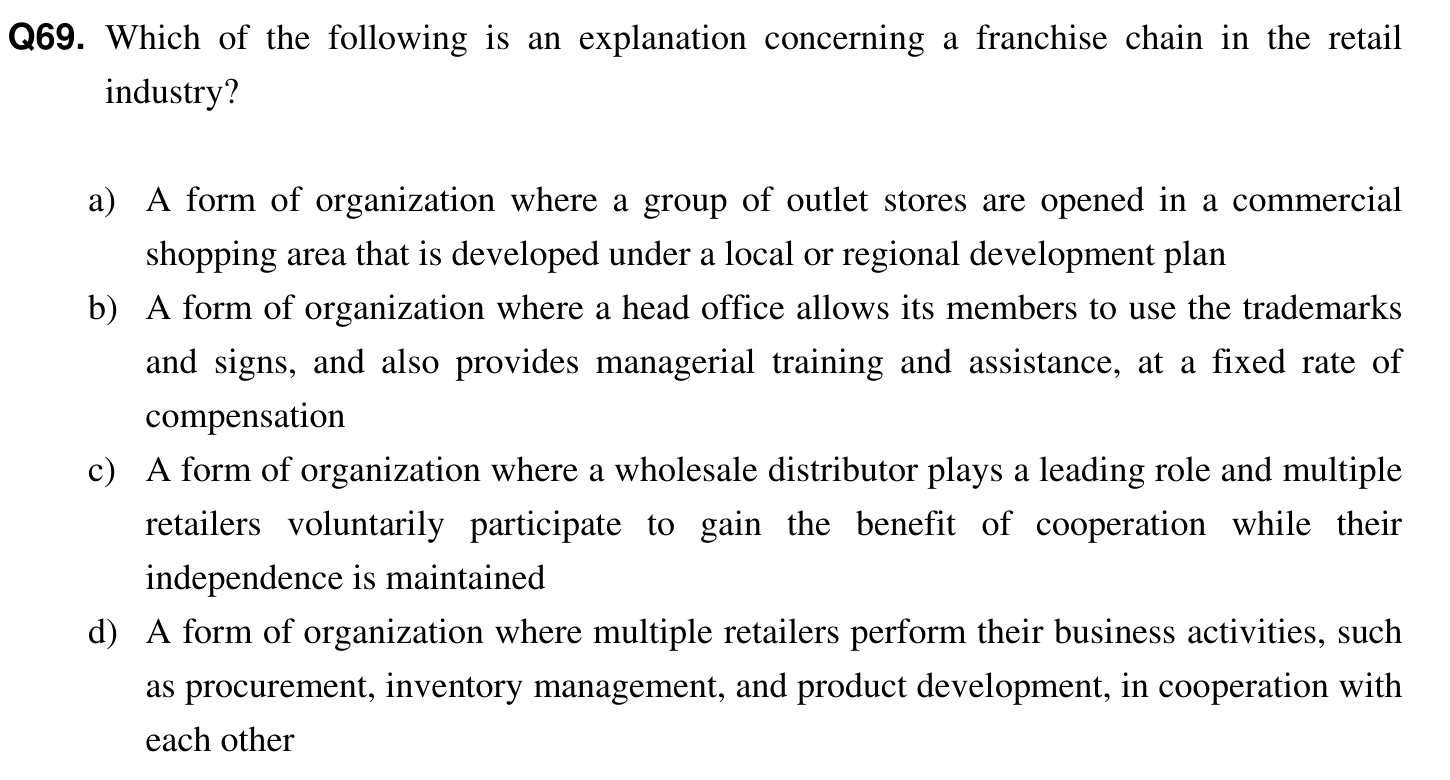 Q69. Which of the following is an explanation concerning a franchise chain in the retail
industry?
a) A form of organization where a group of outlet stores are opened in a commercial
shopping area that is developed under a local or regional development plan
b) A form of organization where a head office allows its members to use the trademarks
and signs, and also provides managerial training and assistance, at a fixed rate of
compensation
c) A form of organization where a wholesale distributor plays a leading role and multiple
retailers voluntarily participate to gain the benefit of cooperation while their
independence is maintained
d) A form of organization where multiple retailers perform their business activities, such
as procurement, inventory management, and product development, in cooperation with
each other